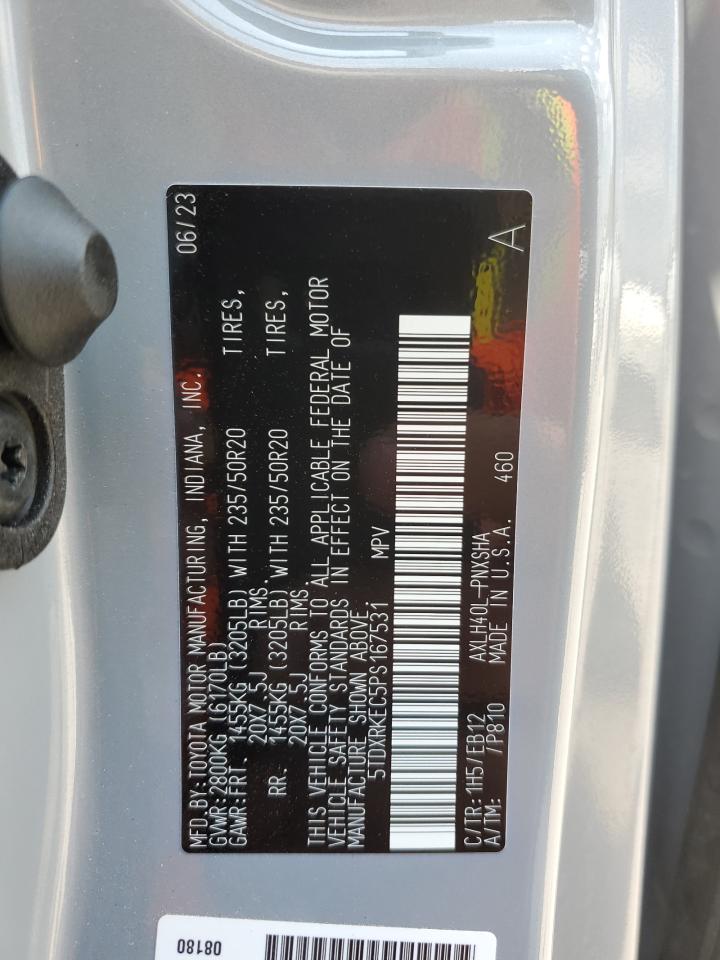 MFD.BY:TOYOTA MOTOR MANUFACTURING, INDIANA, INC. 06/23
GVWR:2800KG (6170LB)
GAWR:FRT. 1455KG (3205LB) WITH 235/50R20 TIRES,
20X7.5J RIMS,
RR. 1455KG (3205LB) WITH 235/50R20 TIRES,
20X7.5J RIMS.
THIS VEHICLE CONFORMS TO ALL APPLICABLE FEDERAL MOTOR
VEHICLE SAFETY STANDARDS IN EFFECT ON THE DATE OF
MANUFACTURE SHOWN ABOVE.
5TDXRKEC5PS167531 MPV
C/TR:1H5/EB12 AXLH40L-PNXSHA
A/TM: /P810 MADE IN U.S.A. 460 A
08180